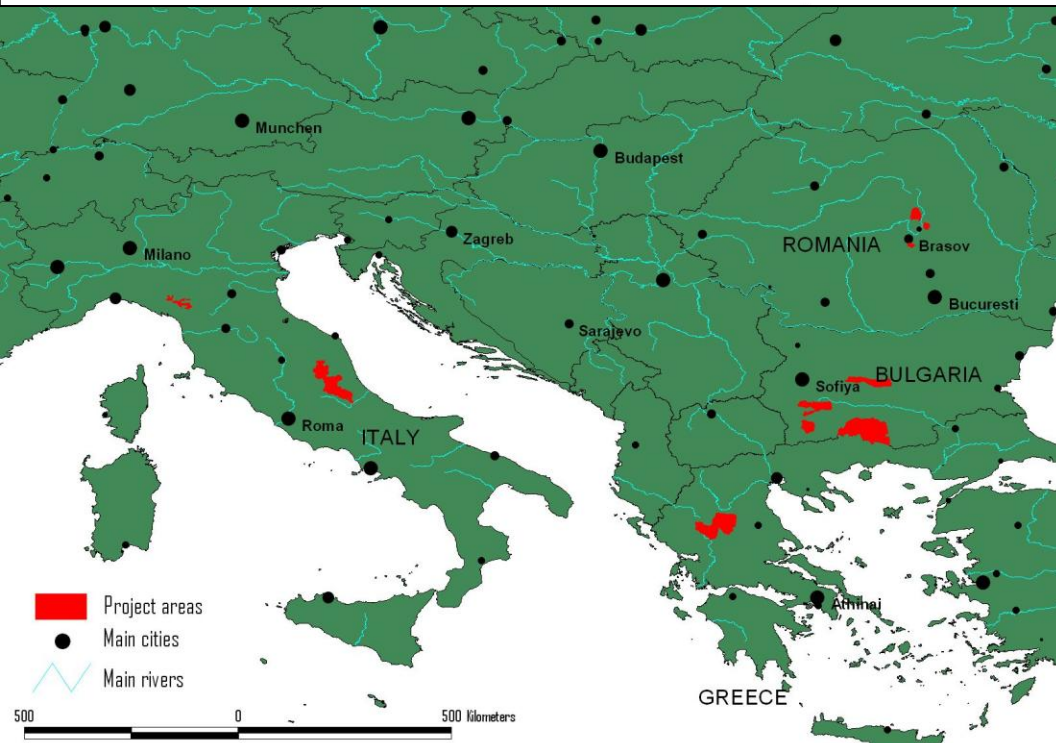 Munchen
Budapest
Zagreb
Milano
ROMANIA
Brasov
Bucuresti
Sarajevo
BULGARIA
Sofiya
Roma
ITALY
Athinai
GREECE
Project areas
Main cities
Main rivers
500 0 500 Kilometers